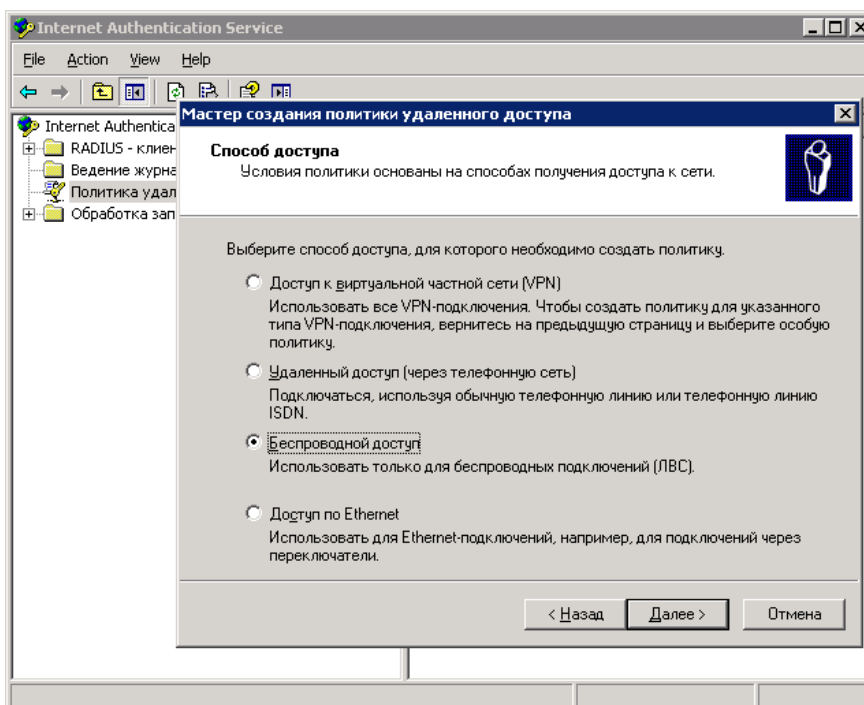 Internet Authentication Service
File Action View Help
Internet Authentica
RADIUS - клиен
Ведение журна
Политика удал
Обработка зап
Мастер создания политики удаленного доступа
Способ доступа
Условия политики основаны на способах получения доступа к сети.
Выберите способ доступа, для которого необходимо создать политику.
Доступ к виртуальной частной сети (VPN)
Использовать все VPN-подключения. Чтобы создать политику для указанного
типа VPN-подключения, вернитесь на предыдущую страницу и выберите особую
политику.
Удаленный доступ (через телефонную сеть)
Подключаться, используя обычную телефонную линию или телефонную линию
ISDN.
Беспроводной доступ
Использовать только для беспроводных подключений (ЛВС).
Доступ по Ethernet
Использовать для Ethernet-подключений, например, для подключений через
переключатели.
< Назад Далее > Отмена